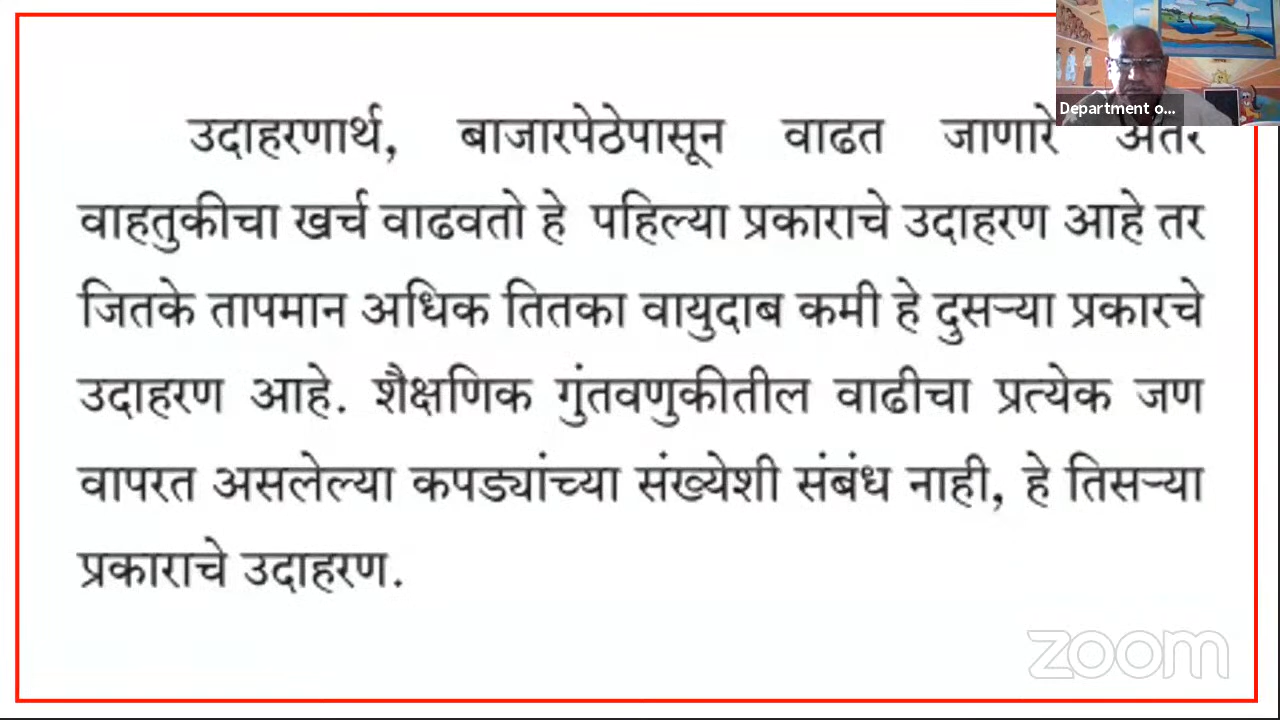 Department o...
उदाहरणार्थ, बाजारपेठेपासून वाढत जाणारे अंतर
वाहतुकीचा खर्च वाढवतो हे पहिल्या प्रकाराचे उदाहरण आहे तर
जितके तापमान अधिक तितका वायुदाब कमी हे दुसऱ्या प्रकारचे
उदाहरण आहे. शैक्षणिक गुंतवणुकीतील वाढीचा प्रत्येक जण
वापरत असलेल्या कपड्यांच्या संख्येशी संबंध नाही, हे तिसऱ्या
प्रकाराचे उदाहरण.
zoom